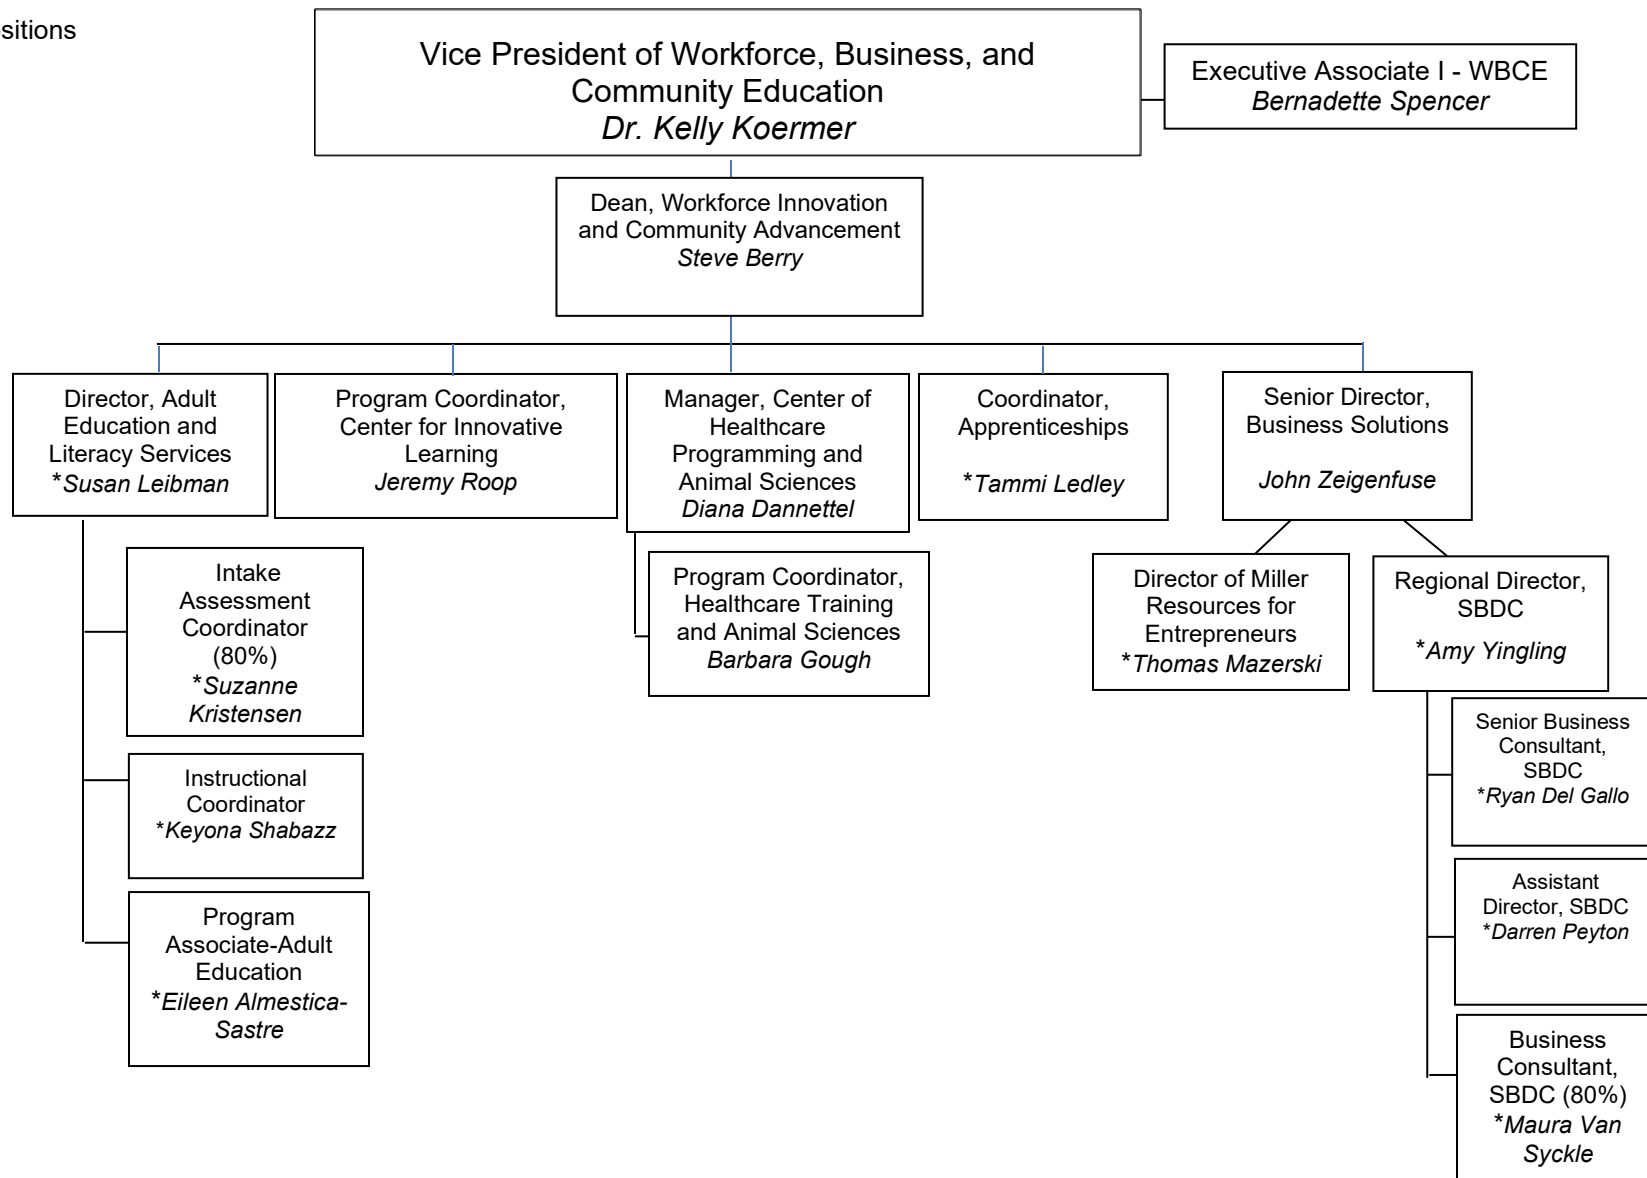 sitions
Vice President of Workforce, Business, and
Community Education
Dr. Kelly Koermer
Executive Associate I - WBCE
Bernadette Spencer
Dean, Workforce Innovation
and Community Advancement
Steve Berry
Director, Adult
Education and
Literacy Services
*Susan Leibman
Program Coordinator,
Center for Innovative
Learning
Jeremy Roop
Manager, Center of
Healthcare
Programming and
Animal Sciences
Diana Dannettel
Coordinator,
Apprenticeships
*Tammi Ledley
Senior Director,
Business Solutions
John Zeigenfuse
Intake
Assessment
Coordinator
(80%)
*Suzanne
Kristensen
Instructional
Coordinator
*Keyona Shabazz
Program
Associate-Adult
Education
*Eileen Almestica-
Sastre
Program Coordinator,
Healthcare Training
and Animal Sciences
Barbara Gough
Director of Miller
Resources for
Entrepreneurs
*Thomas Mazerski
Regional Director,
SBDC
*Amy Yingling
Senior Business
Consultant,
SBDC
*Ryan Del Gallo
Assistant
Director, SBDC
*Darren Peyton
Business
Consultant,
SBDC (80%)
*Maura Van
Syckle